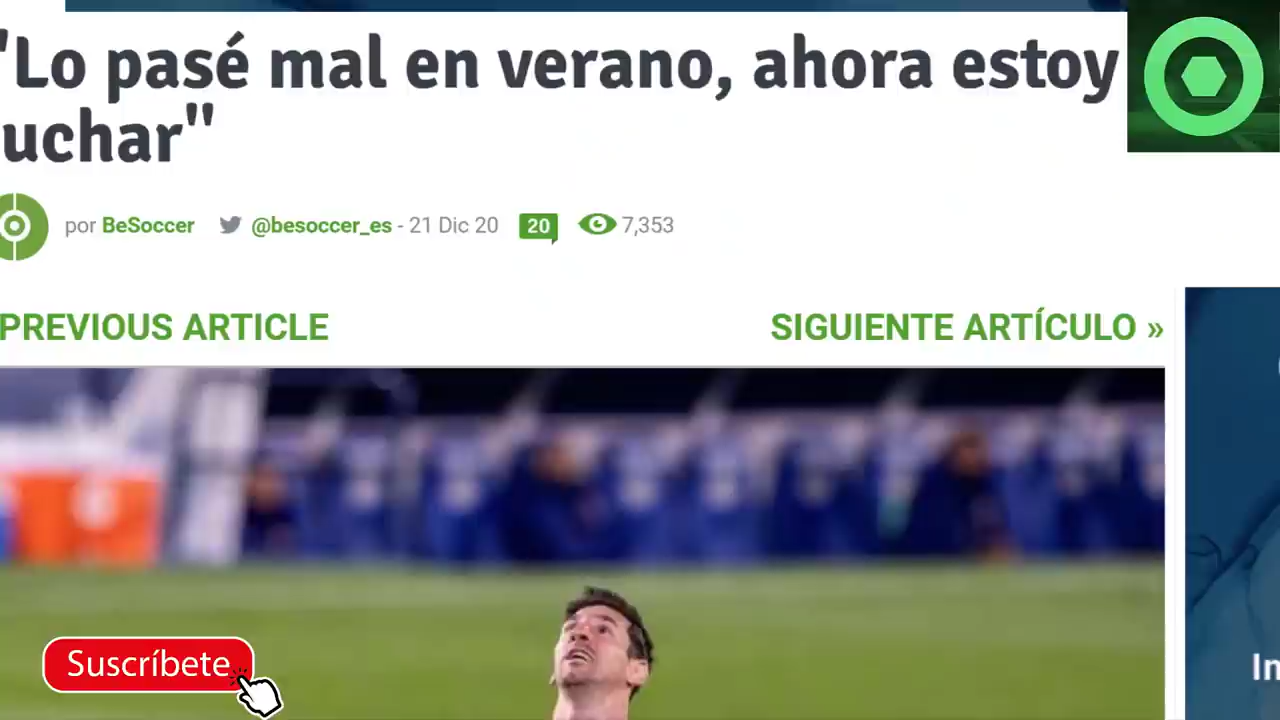 "Lo pasé mal en verano, ahora estoy
uchar"
por BeSoccer @besoccer_es - 21 Dic 20 20 7,353
PREVIOUS ARTICLE SIGUIENTE ARTÍCULO »
Suscríbete
In